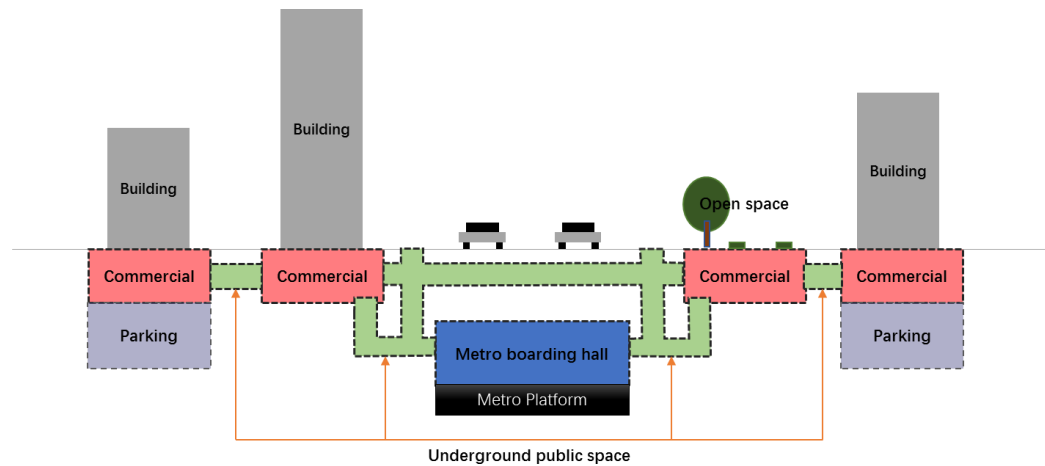 Building
Building
Building
Open space
Commercial
Commercial
Commercial
Commercial
Parking
Parking
Metro boarding hall
Metro Platform
Underground public space